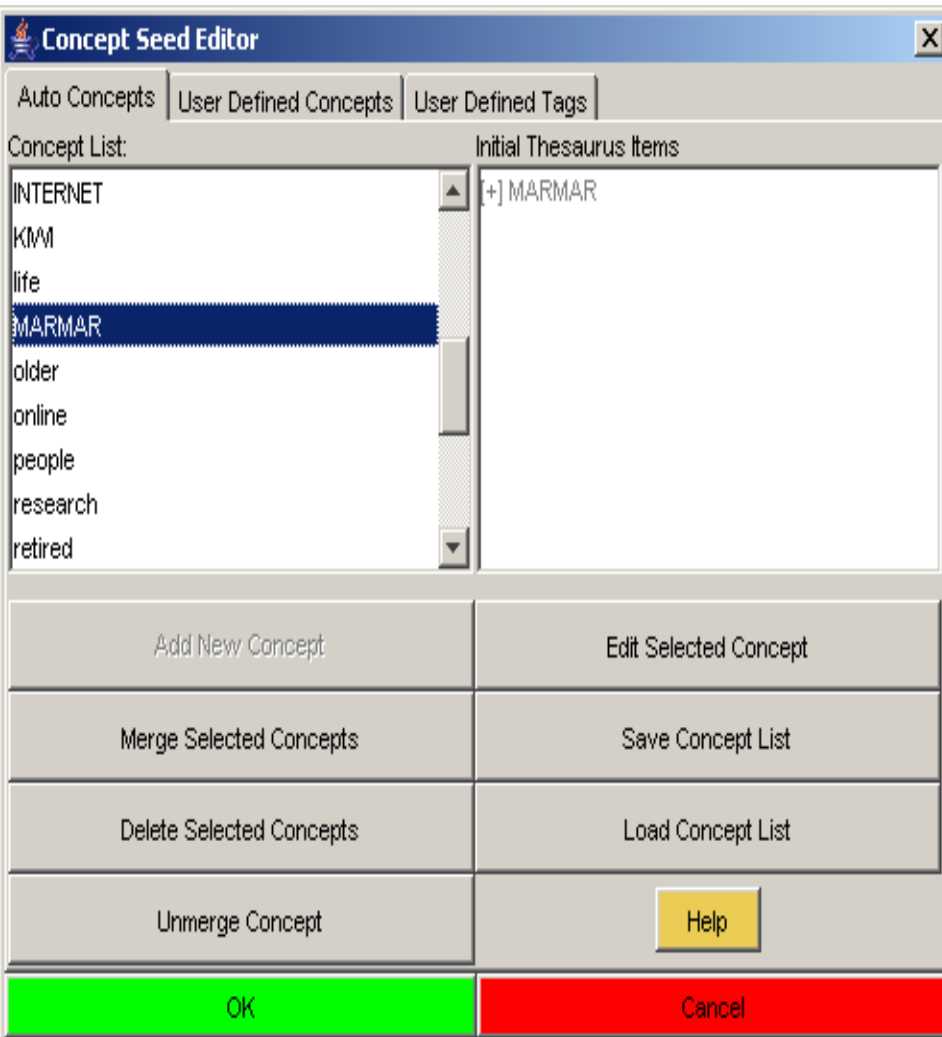 Concept Seed Editor
Auto Concepts User Defined Concepts User Defined Tags
Concept List: Initial Thesaurus Items
INTERNET [+] MARMAR
KIWI
life
MARMAR
older
online
people
research
retired
Add New Concept Edit Selected Concept
Merge Selected Concepts Save Concept List
Delete Selected Concepts Load Concept List
Unmerge Concept Help
OK Cancel